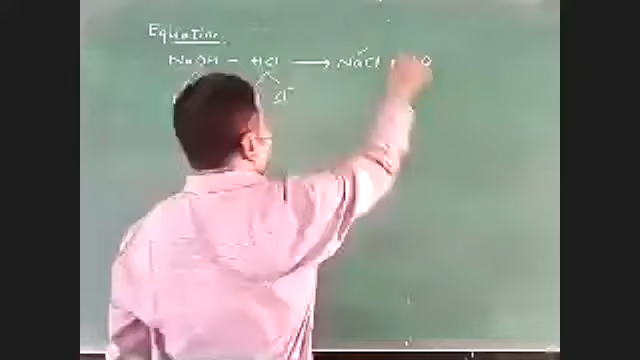 Equation
NaOH + HCl ⟶ NaCl +
Cl⁻